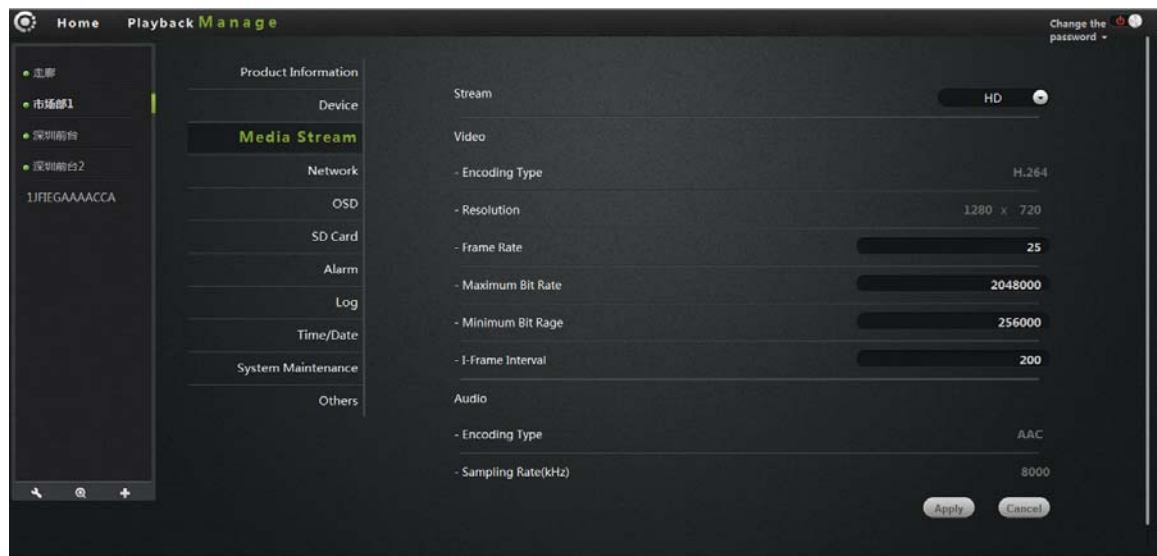 Home Playback Manage
Change the
password
走廊
市场部1
深圳前台
深圳前台2
1JFIEGAAAACCA
Product Information
Device
Media Stream
Network
OSD
SD Card
Alarm
Log
Time/Date
System Maintenance
Others
Stream HD
Video
- Encoding Type H.264
- Resolution 1280 x 720
- Frame Rate 25
- Maximum Bit Rate 2048000
- Minimum Bit Rage 256000
- I-Frame Interval 200
Audio
- Encoding Type AAC
- Sampling Rate(kHz) 8000
Apply Cancel